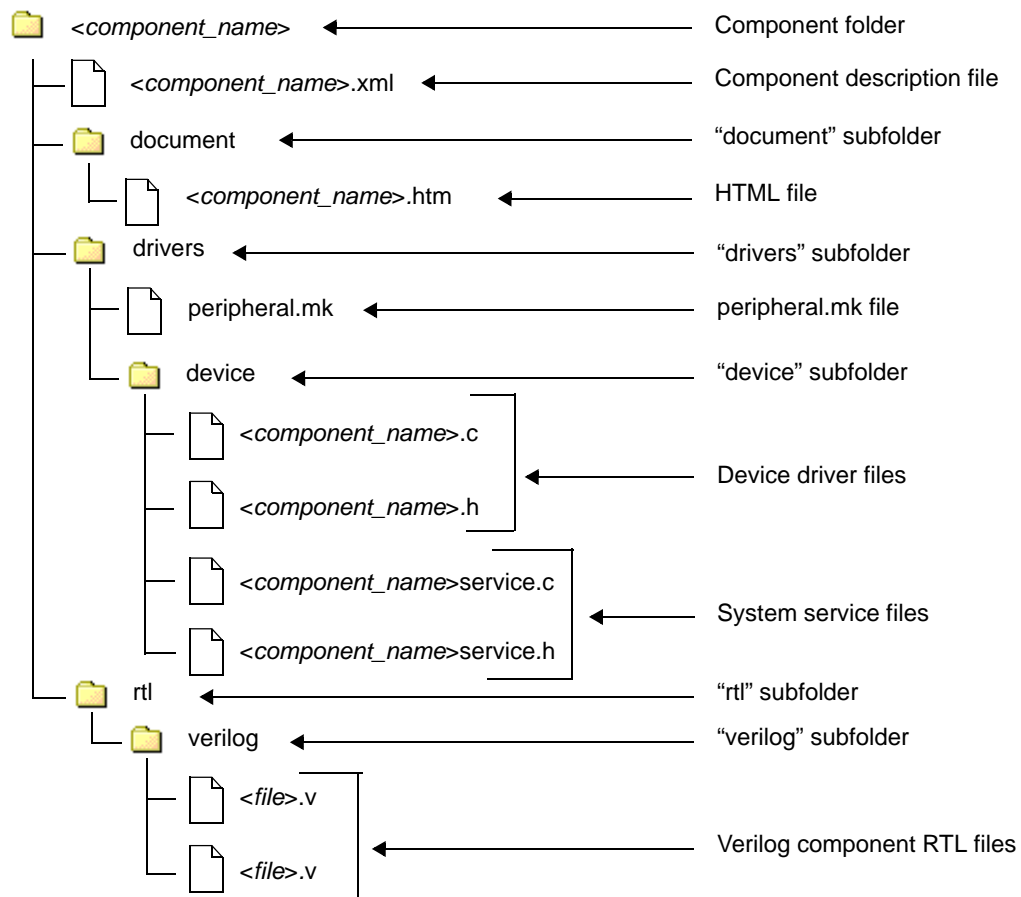 <component_name> Component folder
<component_name>.xml Component description file
document “document” subfolder
<component_name>.htm HTML file
drivers “drivers” subfolder
peripheral.mk peripheral.mk file
device “device” subfolder
<component_name>.c
Device driver files
<component_name>.h
<component_name>service.c
System service files
<component_name>service.h
rtl “rtl” subfolder
verilog “verilog” subfolder
<file>.v
Verilog component RTL files
<file>.v